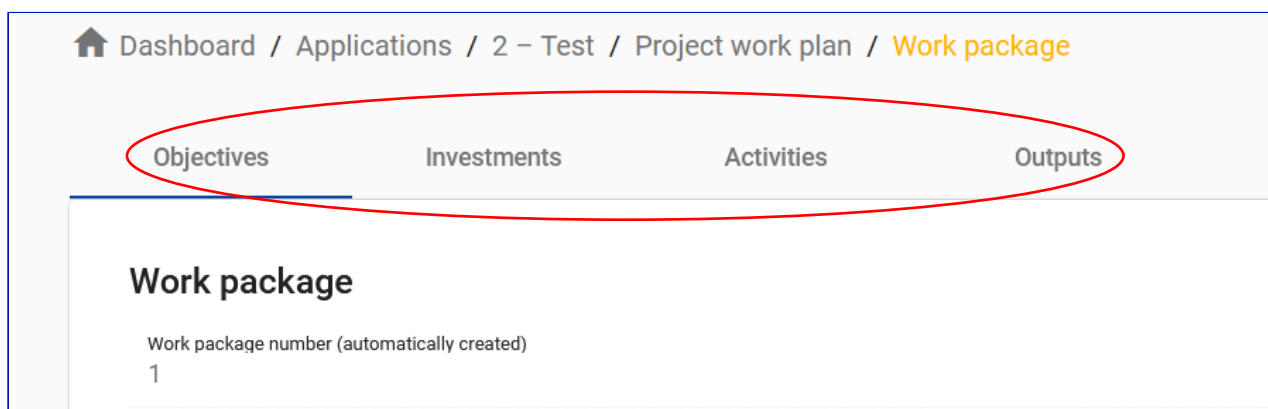 Dashboard / Applications / 2 – Test / Project work plan / Work package
Objectives Investments Activities Outputs
Work package
Work package number (automatically created)
1